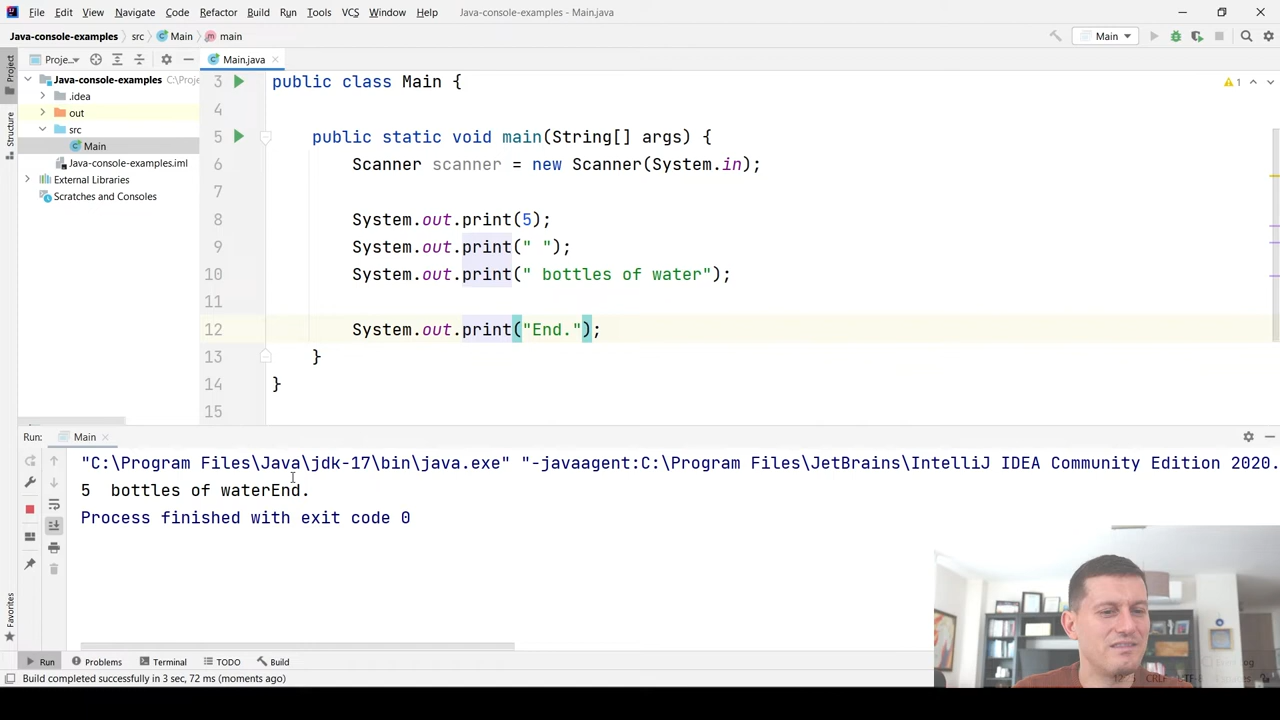 File Edit View Navigate Code Refactor Build Run Tools VCS Window Help Java-console-examples - Main.java
Java-console-examples src Main main Main
Project Proje... Main.java
Java-console-examples C:\Proje
.idea
out
src
Main
Java-console-examples.iml
External Libraries
Scratches and Consoles
Structure
Favorites
1
3 public class Main {
4
5 public static void main(String[] args) {
6 Scanner scanner = new Scanner(System.in);
7
8 System.out.print(5);
9 System.out.print(" ");
10 System.out.print(" bottles of water");
11
12 System.out.print("End.");
13 }
14 }
15
Run: Main
"C:\Program Files\Java\jdk-17\bin\java.exe" "-javaagent:C:\Program Files\JetBrains\IntelliJ IDEA Community Edition 2020.
5  bottles of waterEnd.
Process finished with exit code 0
Run Problems Terminal TODO Build
Build completed successfully in 3 sec, 72 ms (moments ago) CRLF